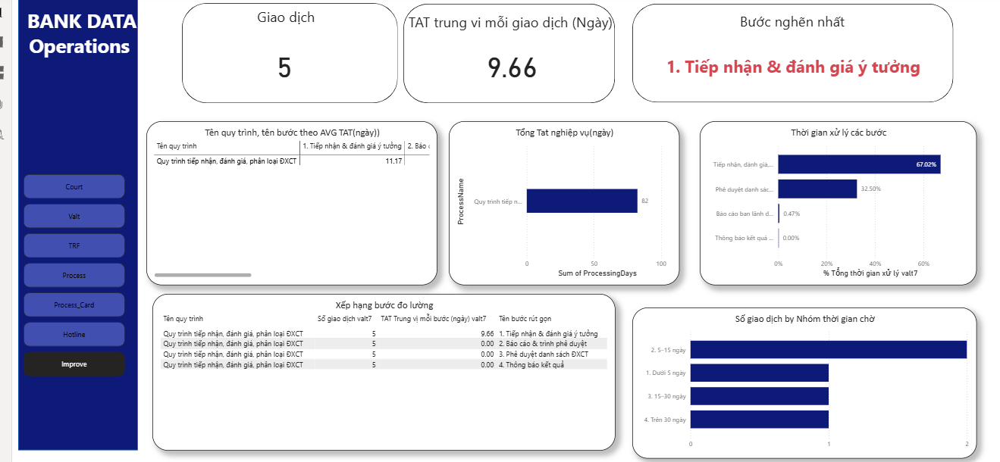 BANK DATA
Operations
Court
Valt
TRF
Process
Process_Card
Hotline
Improve
Giao dịch
5
TAT trung vi mỗi giao dịch (Ngày)
9.66
Bước nghẽn nhất
1. Tiếp nhận & đánh giá ý tưởng
Tên quy trình, tên bước theo AVG TAT(ngày))
Tên quy trình 1. Tiếp nhận & đánh giá ý tưởng 2. Báo
Quy trình tiếp nhận, đánh giá, phân loại ĐXCT 11.17
Tổng Tat nghiệp vụ(ngày)
ProcessName
Quy trình tiếp n... 82
0 50 100
Sum of ProcessingDays
Thời gian xử lý các bước
Tiếp nhận, đánh giá,... 67.02%
Phê duyệt danh sác... 32.50%
Báo cáo ban lãnh đ... 0.47%
Thông báo kết quả ... 0.00%
0% 20% 40% 60%
% Tổng thời gian xử lý valt7
Xếp hạng bước đo lường
Tên quy trình Số giao dịch valt7 TAT Trung vị mỗi bước (ngày) valt7 Tên bước rút gọn
Quy trình tiếp nhận, đánh giá, phân loại ĐXCT 5 9.66 1. Tiếp nhận & đánh giá ý tưởng
Quy trình tiếp nhận, đánh giá, phân loại ĐXCT 5 0.00 2. Báo cáo & trình phê duyệt
Quy trình tiếp nhận, đánh giá, phân loại ĐXCT 5 0.00 3. Phê duyệt danh sách ĐXCT
Quy trình tiếp nhận, đánh giá, phân loại ĐXCT 5 0.00 4. Thông báo kết quả
Số giao dịch by Nhóm thời gian chờ
2. 5–15 ngày
1. Dưới 5 ngày
3. 15–30 ngày
4. Trên 30 ngày
0 1 2